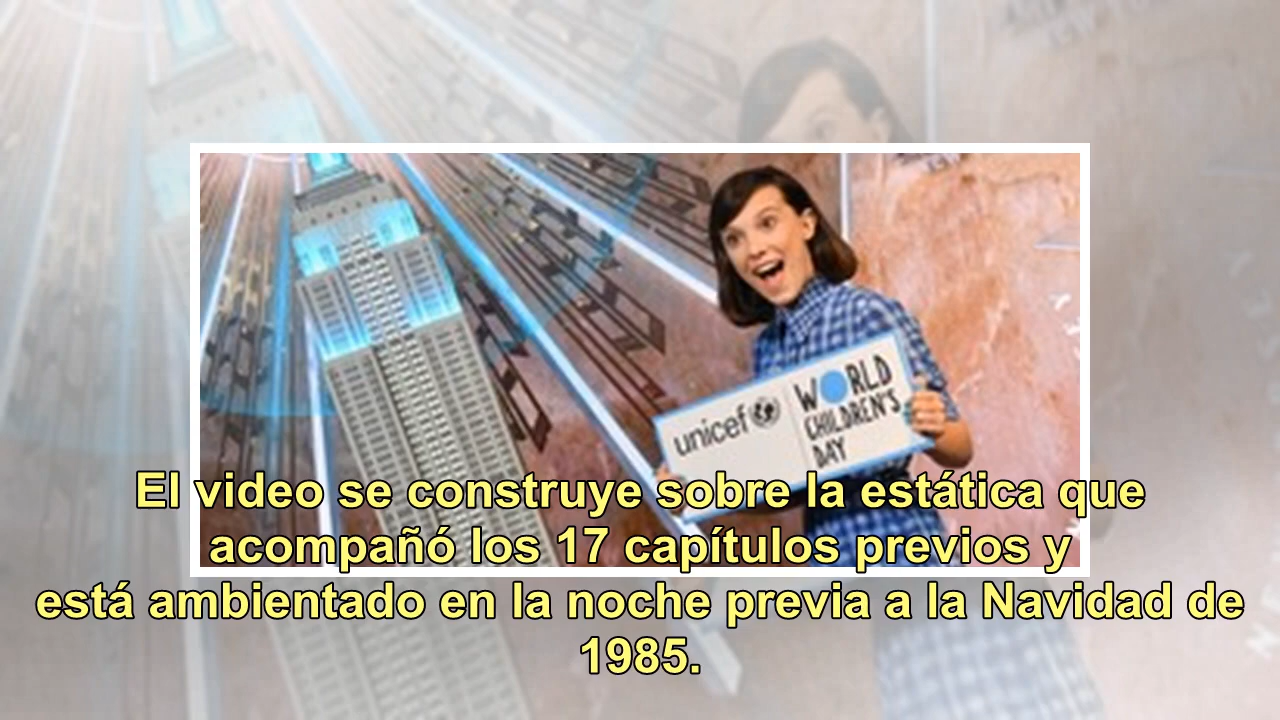 unicef
WORLD
CHILDREN'S
DAY
El video se construye sobre la estática que
acompañó los 17 capítulos previos y
está ambientado en la noche previa a la Navidad de
1985.